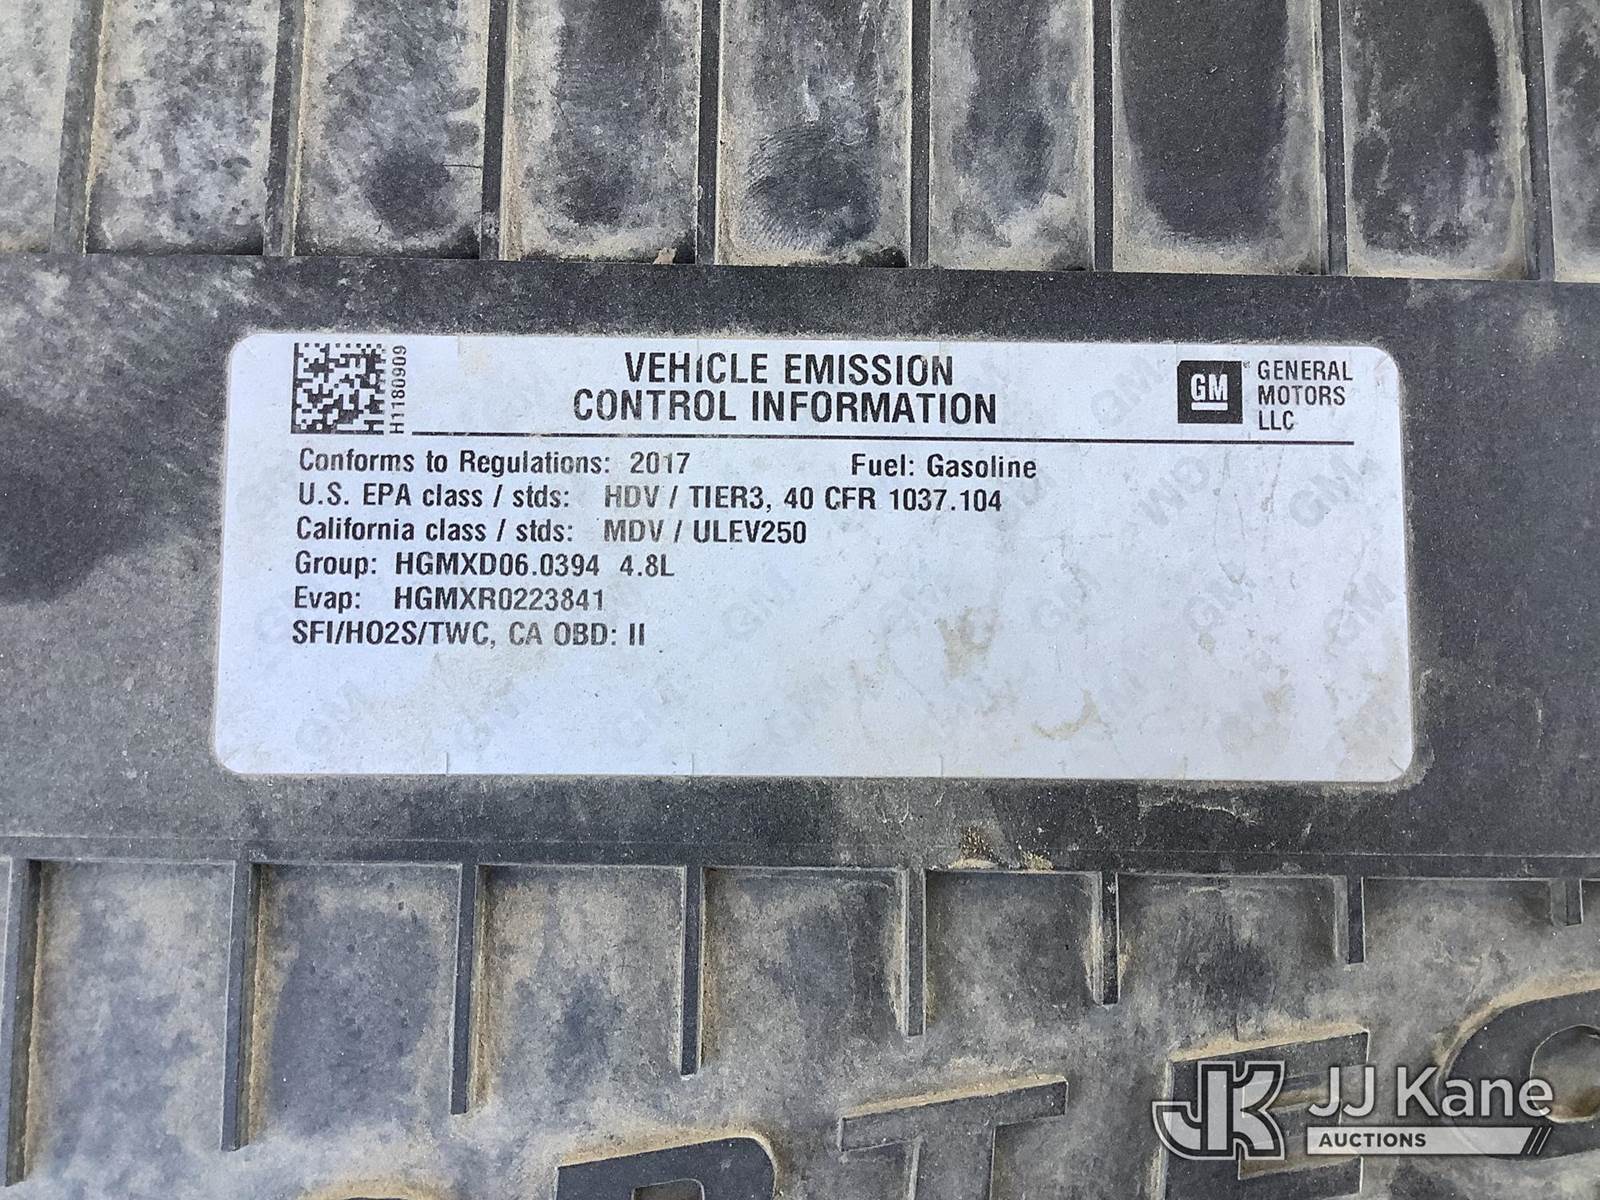 H1180909
VEHICLE EMISSION
CONTROL INFORMATION
GM
GENERAL
MOTORS
LLC
Conforms to Regulations: 2017 Fuel: Gasoline
U.S. EPA class / stds: HDV / TIER3, 40 CFR 1037.104
California class / stds: MDV / ULEV250
Group: HGMXD06.0394 4.8L
Evap: HGMXR0223841
SFI/HO2S/TWC, CA OBD: II
JJ Kane
AUCTIONS